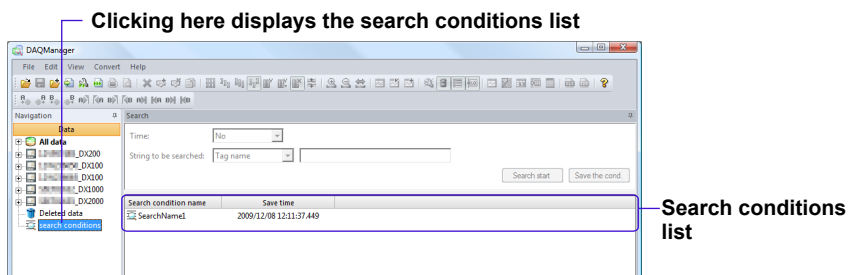 Clicking here displays the search conditions list
DAQManager
File Edit View Convert Help
Navigation
Search
Data
All data
_DX200
_DX100
_DX100
_DX1000
_DX2000
Deleted data
search conditions
Time: No
String to be searched: Tag name
Search start Save the cond.
Search condition name Save time
SearchName1 2009/12/08 12:11:37.449
Search conditions
list